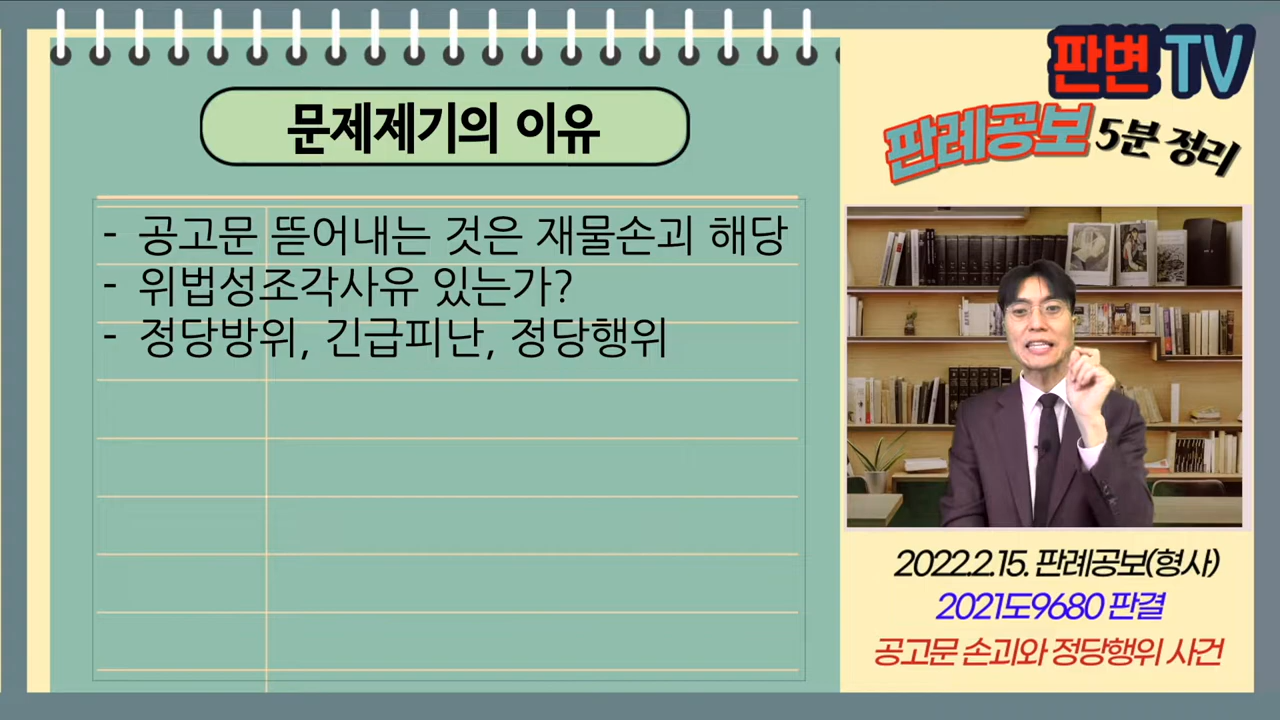 문제제기의 이유
- 공고문 뜯어내는 것은 재물손괴 해당
- 위법성조각사유 있는가?
- 정당방위, 긴급피난, 정당행위
판변 TV
판례공보 5분 정리
2022.2.15. 판례공보(형사)
2021도9680 판결
공고문 손괴와 정당행위 사건